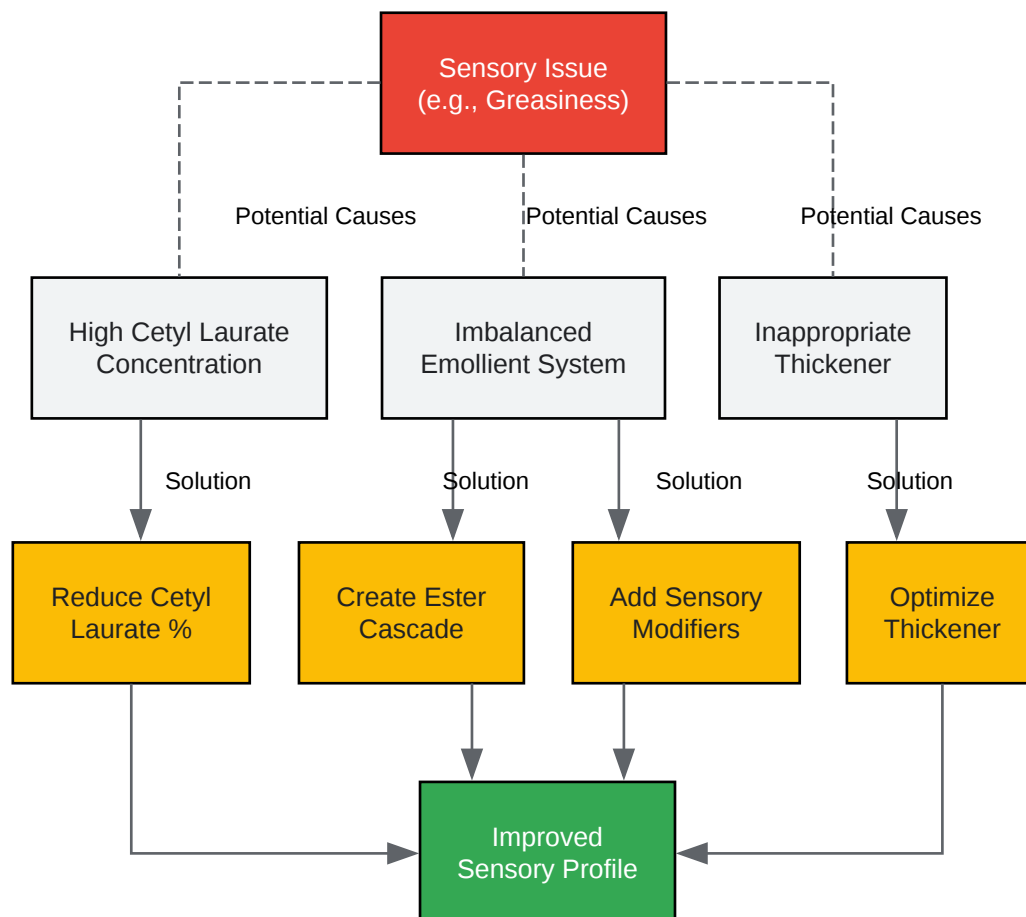 Sensory Issue
(e.g., Greasiness)
Potential Causes
Potential Causes
Potential Causes
High Cetyl Laurate
Concentration
Imbalanced
Emollient System
Inappropriate
Thickener
Solution
Solution
Solution
Solution
Reduce Cetyl
Laurate %
Create Ester
Cascade
Add Sensory
Modifiers
Optimize
Thickener
Improved
Sensory Profile